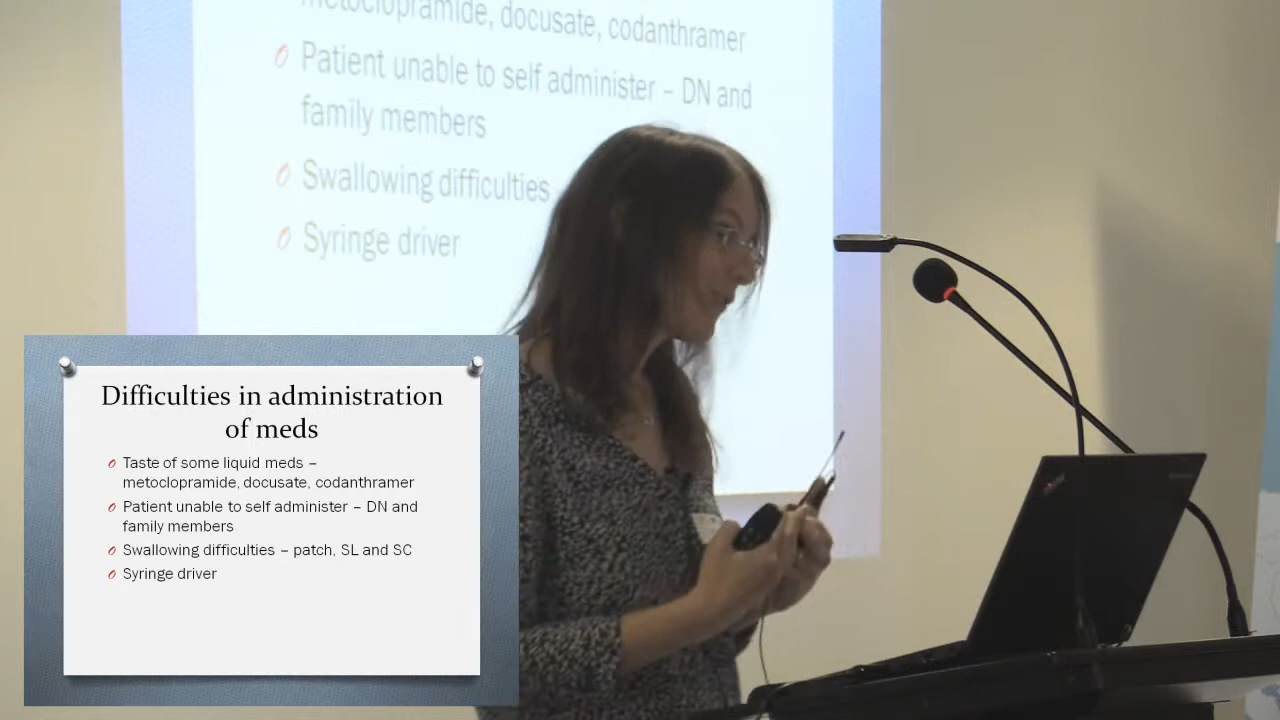 metoclopramide, docusate, codanthramer
Patient unable to self administer – DN and
family members
Swallowing difficulties
Syringe driver
Difficulties in administration
of meds
Taste of some liquid meds –
metoclopramide, docusate, codanthramer
Patient unable to self administer – DN and
family members
Swallowing difficulties – patch, SL and SC
Syringe driver